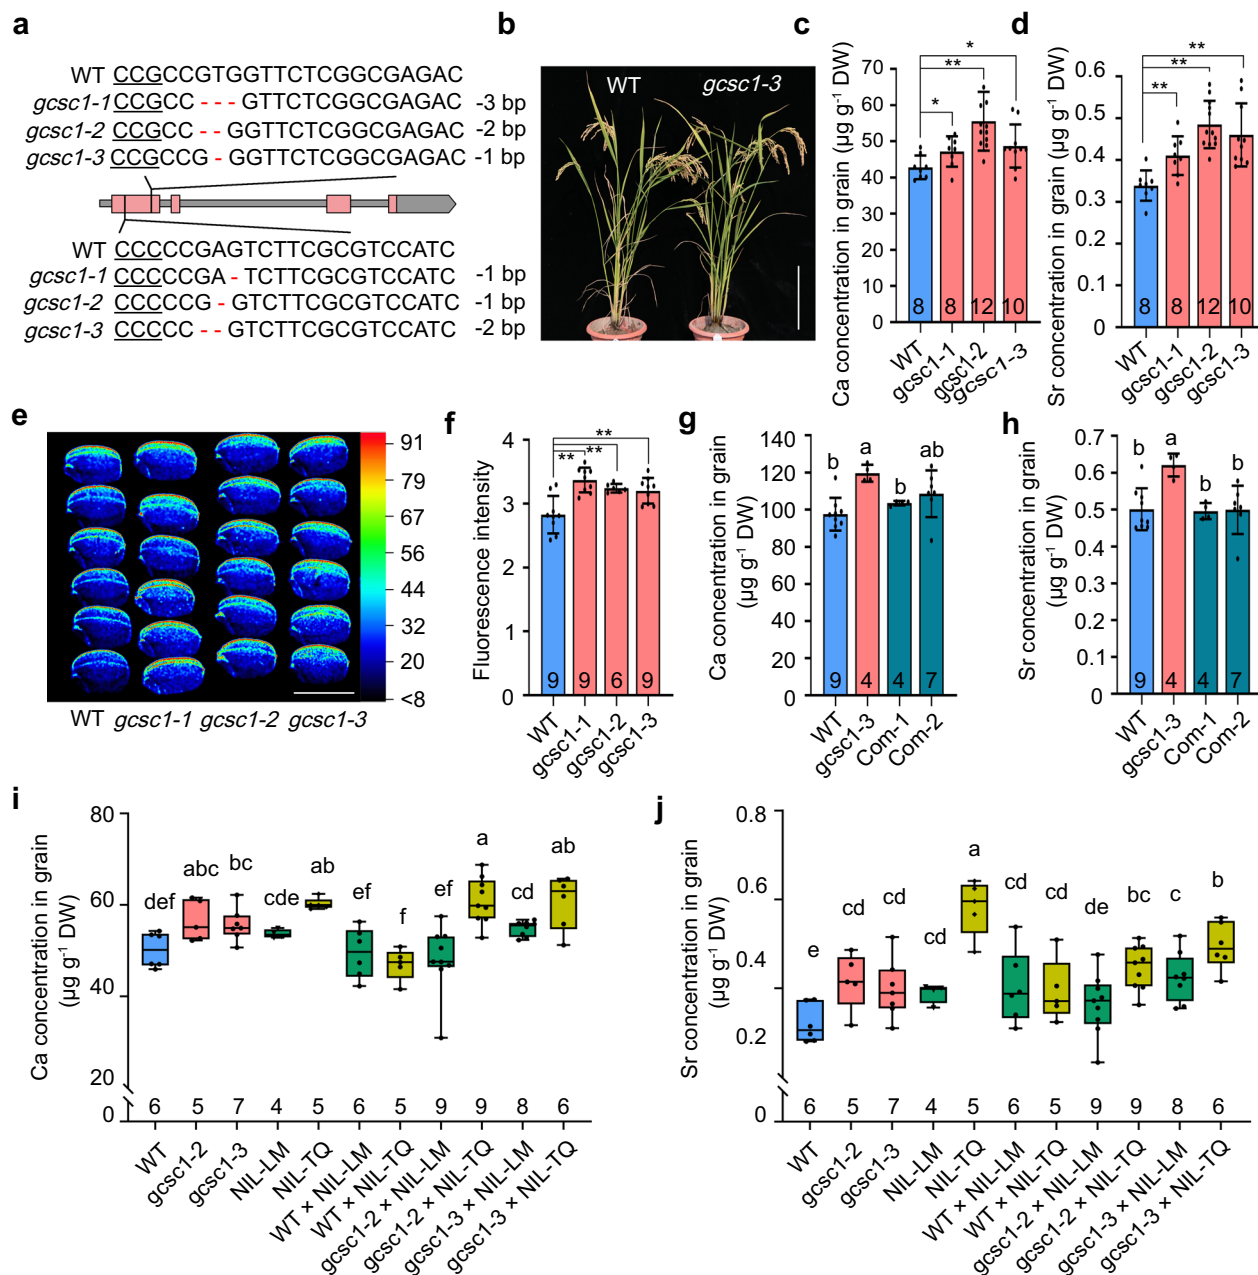 a
WT CCGCCGTGGTTCTCGGCGAGAC
gcsc1-1 CCGCC - - - GTTCTCGGCGAGAC -3 bp
gcsc1-2 CCGCC - - GGTTCTCGGCGAGAC -2 bp
gcsc1-3 CCGCCG - GGTTCTCGGCGAGAC -1 bp
WT CCCCCGAGTCTTCGCGTCCATC
gcsc1-1 CCCCCGA - TCTTCGCGTCCATC -1 bp
gcsc1-2 CCCCCG - GTCTTCGCGTCCATC -1 bp
gcsc1-3 CCCCC - - GTCTTCGCGTCCATC -2 bp
b
WT gcsc1-3
c
Ca concentration in grain (µg g-1 DW)
70
60
50
40
30
20
10
0
* ** *
8 8 12 10
WT gcsc1-1 gcsc1-2 gcsc1-3
d
Sr concentration in grain (µg g-1 DW)
0.6
0.5
0.4
0.3
0.2
0.1
0
** ** **
8 8 12 10
WT gcsc1-1 gcsc1-2 gcsc1-3
e
91
79
67
56
44
32
20
<8
WT gcsc1-1 gcsc1-2 gcsc1-3
f
Fluorescence intensity
4
3
2
1
0
** ** **
9 9 6 9
WT gcsc1-1 gcsc1-2 gcsc1-3
g
Ca concentration in grain
(µg g-1 DW)
140
120
100
80
60
40
20
0
b a b ab
9 4 4 7
WT gcsc1-3 Com-1 Com-2
h
Sr concentration in grain
(µg g-1 DW)
0.7
0.6
0.5
0.4
0.3
0.2
0.1
0
b a b b
9 4 4 7
WT gcsc1-3 Com-1 Com-2
i
Ca concentration in grain
(µg g-1 DW)
80
60
40
20
0
def abc bc cde ab ef f ef a cd ab
6 5 7 4 5 6 5 9 9 8 6
WT
gcsc1-2
gcsc1-3
NIL-LM
NIL-TQ
WT × NIL-LM
WT × NIL-TQ
gcsc1-2 × NIL-LM
gcsc1-2 × NIL-TQ
gcsc1-3 × NIL-LM
gcsc1-3 × NIL-TQ
j
Sr concentration in grain
(µg g-1 DW)
0.8
0.6
0.4
0.2
0
e cd cd cd a cd cd de bc c b
6 5 7 4 5 6 5 9 9 8 6
WT
gcsc1-2
gcsc1-3
NIL-LM
NIL-TQ
WT × NIL-LM
WT × NIL-TQ
gcsc1-2 × NIL-LM
gcsc1-2 × NIL-TQ
gcsc1-3 × NIL-LM
gcsc1-3 × NIL-TQ